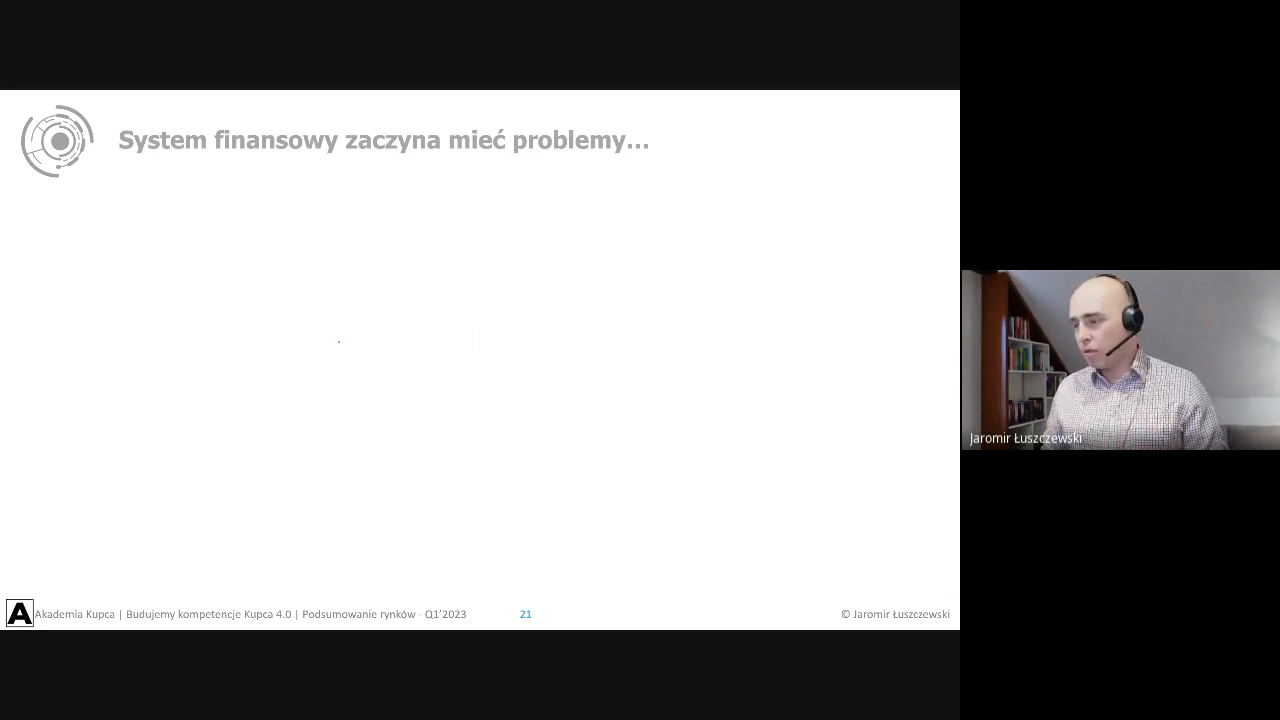 System finansowy zaczyna mieć problemy...
Jaromir Łuszczewski
A Akademia Kupca | Budujemy kompetencje Kupca 4.0 | Podsumowanie rynków - Q1’2023 21 © Jaromir Łuszczewski